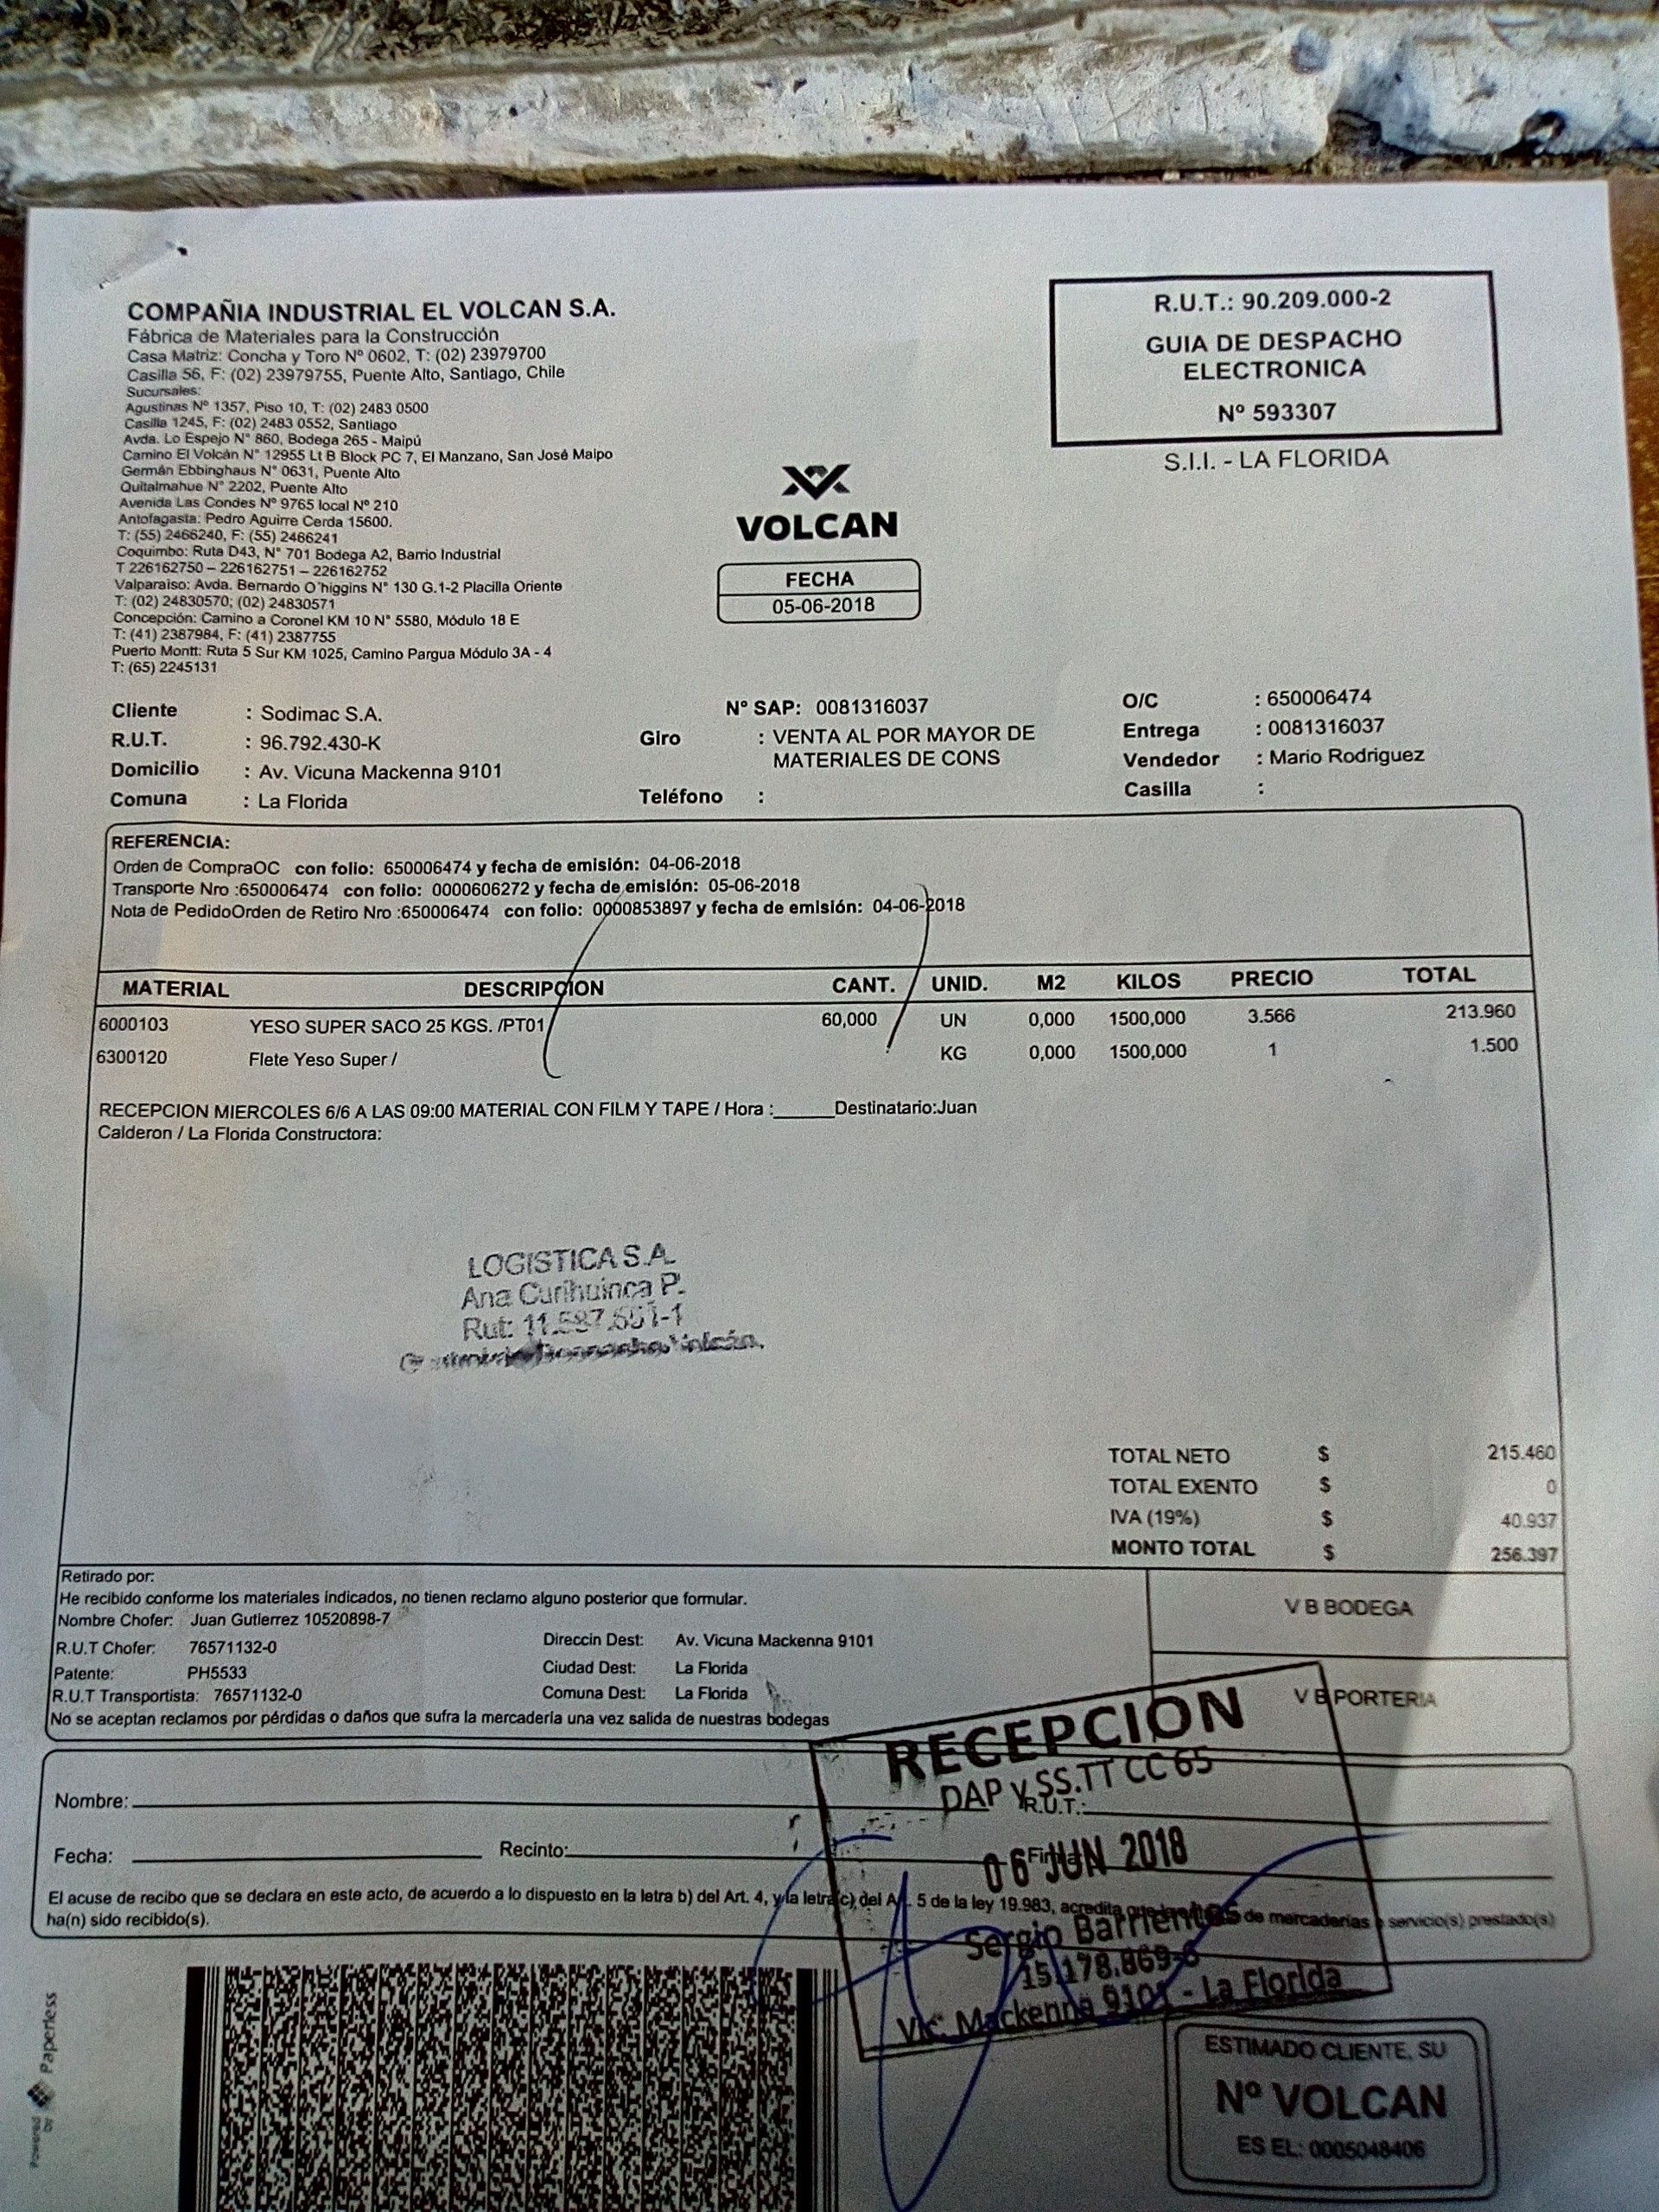 COMPAÑIA INDUSTRIAL EL VOLCAN S.A.
Fábrica de Materiales para la Construcción
Casa Matriz: Concha y Toro Nº 0602, T: (02) 23979700
Casilla 56, F: (02) 23979755, Puente Alto, Santiago, Chile
Sucursales:
Agustinas Nº 1357, Piso 10, T: (02) 2483 0500
Casilla 1245, F: (02) 2483 0552, Santiago
Avda. Lo Espejo N° 860, Bodega 265 - Maipú
Camino El Volcán N° 12955 Lt B Block PC 7, El Manzano, San José Maipo
Germán Ebbinghaus N° 0631, Puente Alto
Quitalmahue N° 2202, Puente Alto
Avenida Las Condes Nº 9765 local Nº 210
Antofagasta: Pedro Aguirre Cerda 15600.
T: (55) 2466240, F: (55) 2466241
Coquimbo: Ruta D43, N° 701 Bodega A2, Barrio Industrial
T 226162750 – 226162751 – 226162752
Valparaiso: Avda. Bernardo O'higgins N° 130 G.1-2 Placilla Oriente
T: (02) 24830570; (02) 24830571
Concepción: Camino a Coronel KM 10 N° 5580, Módulo 18 E
T: (41) 2387984, F: (41) 2387755
Puerto Montt: Ruta 5 Sur KM 1025, Camino Pargua Módulo 3A - 4
T: (65) 2245131
R.U.T.: 90.209.000-2
GUIA DE DESPACHO
ELECTRONICA
Nº 593307
S.I.I. - LA FLORIDA
VOLCAN
FECHA
05-06-2018
Cliente : Sodimac S.A. Nº SAP: 0081316037 O/C : 650006474
R.U.T. : 96.792.430-K Giro : VENTA AL POR MAYOR DE Entrega : 0081316037
MATERIALES DE CONS
Domicilio : Av. Vicuna Mackenna 9101 Vendedor : Mario Rodriguez
Comuna : La Florida Teléfono : Casilla :
REFERENCIA:
Orden de CompraOC con folio: 650006474 y fecha de emisión: 04-06-2018
Transporte Nro :650006474 con folio: 0000606272 y fecha de emisión: 05-06-2018
Nota de PedidoOrden de Retiro Nro :650006474 con folio: 0000853897 y fecha de emisión: 04-06-2018
MATERIAL DESCRIPCION CANT. UNID. M2 KILOS PRECIO TOTAL
6000103 YESO SUPER SACO 25 KGS. /PT01 60,000 UN 0,000 1500,000 3.566 213.960
6300120 Flete Yeso Super / KG 0,000 1500,000 1 1.500
RECEPCION MIERCOLES 6/6 A LAS 09:00 MATERIAL CON FILM Y TAPE / Hora :______Destinatario:Juan
Calderon / La Florida Constructora:
LOGISTICA S.A.
Ana Curihuinca P.
Rut:
Volcán.
TOTAL NETO $ 215.460
TOTAL EXENTO $ 0
IVA (19%) $ 40.937
MONTO TOTAL $ 256.397
Retirado por:
He recibido conforme los materiales indicados, no tienen reclamo alguno posterior que formular.
Nombre Chofer: Juan Gutierrez 10520898-7
R.U.T Chofer: 76571132-0 Direccin Dest: Av. Vicuna Mackenna 9101
Patente: PH5533 Ciudad Dest: La Florida
R.U.T Transportista: 76571132-0 Comuna Dest: La Florida
No se aceptan reclamos por pérdidas o daños que sufra la mercadería una vez salida de nuestras bodegas
V B BODEGA
V B PORTERIA
RECEPCION
DAP y SS.TT CC 65
06 JUN 2018
Sergio Barrientos
15.178.869-6
Vic. Mackenna 9101 - La Florida
Nombre: R.U.T.:
Fecha: Recinto: Firma
El acuse de recibo que se declara en este acto, de acuerdo a lo dispuesto en la letra b) del Art. 4, y la letra c) del Art. 5 de la ley 19.983, acredita que de mercaderías o servicio(s) prestado(s)
ha(n) sido recibido(s).
Powered by Paperless
ESTIMADO CLIENTE, SU
Nº VOLCAN
ES EL: 0005048406